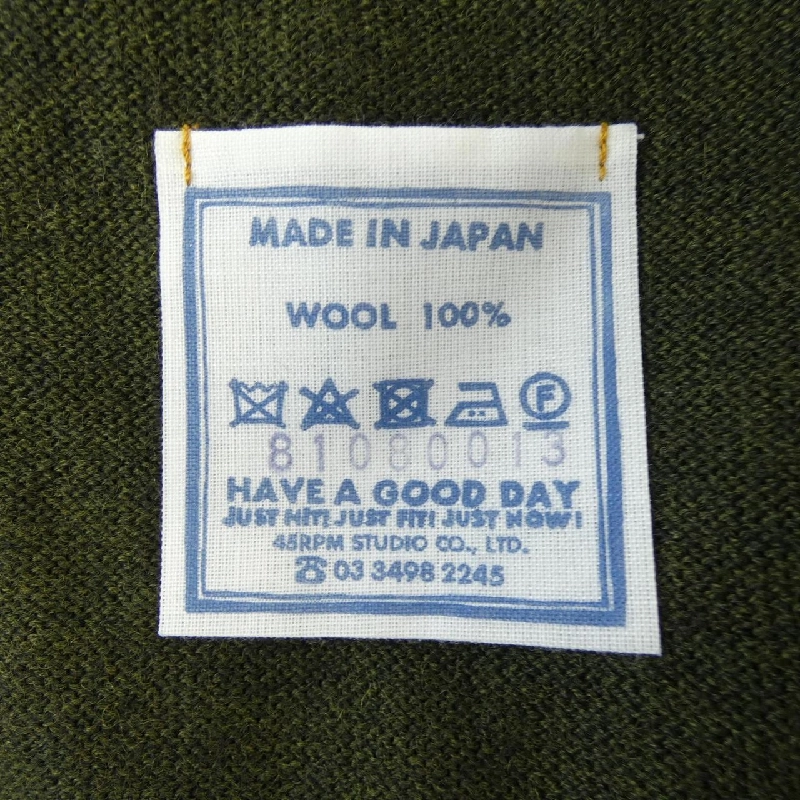 MADE IN JAPAN
WOOL 100%
F
81080013
HAVE A GOOD DAY
JUST HIT! JUST FIT! JUST NOW!
45RPM STUDIO CO., LTD.
☎ 03 3498 2245